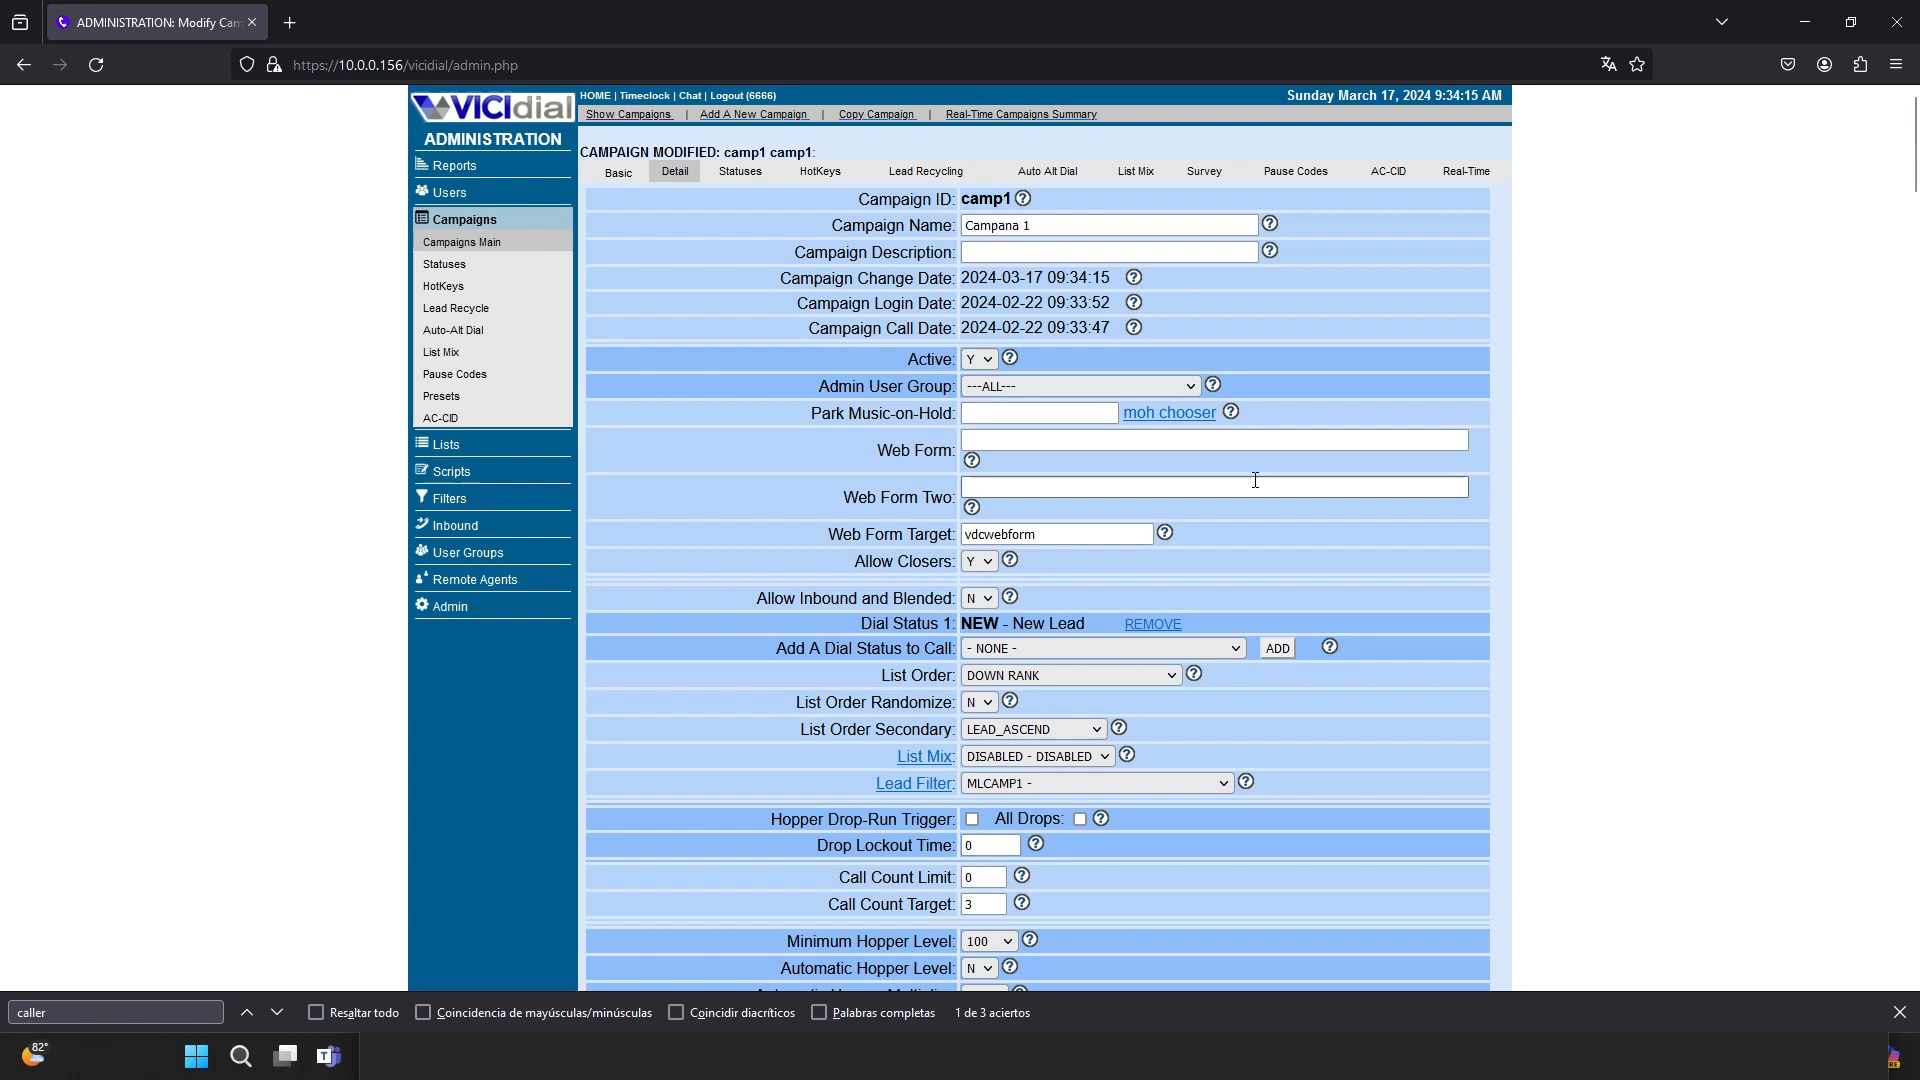 ADMINISTRATION: Modify Cam
https://10.0.0.156/vicidial/admin.php
VICIdial
HOME | Timeclock | Chat | Logout (6666)
Sunday March 17, 2024 9:34:15 AM
Show Campaigns | Add A New Campaign | Copy Campaign | Real-Time Campaigns Summary
ADMINISTRATION
Reports
Users
Campaigns
Campaigns Main
Statuses
HotKeys
Lead Recycle
Auto-Alt Dial
List Mix
Pause Codes
Presets
AC-CID
Lists
Scripts
Filters
Inbound
User Groups
Remote Agents
Admin
CAMPAIGN MODIFIED: camp1 camp1:
Basic Detail Statuses HotKeys Lead Recycling Auto Alt Dial List Mix Survey Pause Codes AC-CID Real-Time
Campaign ID: camp1
Campaign Name: Campana 1
Campaign Description:
Campaign Change Date: 2024-03-17 09:34:15
Campaign Login Date: 2024-02-22 09:33:52
Campaign Call Date: 2024-02-22 09:33:47
Active: Y
Admin User Group: ---ALL---
Park Music-on-Hold: moh chooser
Web Form:
Web Form Two:
Web Form Target: vdcwebform
Allow Closers: Y
Allow Inbound and Blended: N
Dial Status 1: NEW - New Lead REMOVE
Add A Dial Status to Call: - NONE - ADD
List Order: DOWN RANK
List Order Randomize: N
List Order Secondary: LEAD_ASCEND
List Mix: DISABLED - DISABLED
Lead Filter: MLCAMP1 -
Hopper Drop-Run Trigger: All Drops:
Drop Lockout Time: 0
Call Count Limit: 0
Call Count Target: 3
Minimum Hopper Level: 100
Automatic Hopper Level: N
caller
Resaltar todo
Coincidencia de mayúsculas/minúsculas
Coincidir diacríticos
Palabras completas
1 de 3 aciertos
82°